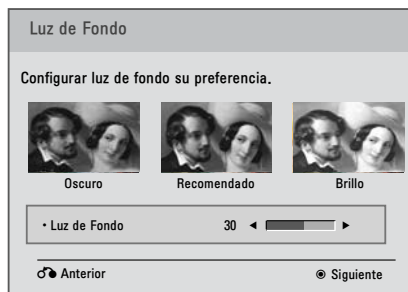 Luz de Fondo
Configurar luz de fondo su preferencia.
Oscuro Recomendado Brillo
• Luz de Fondo 30 ◄ ►
Anterior ◉ Siguiente